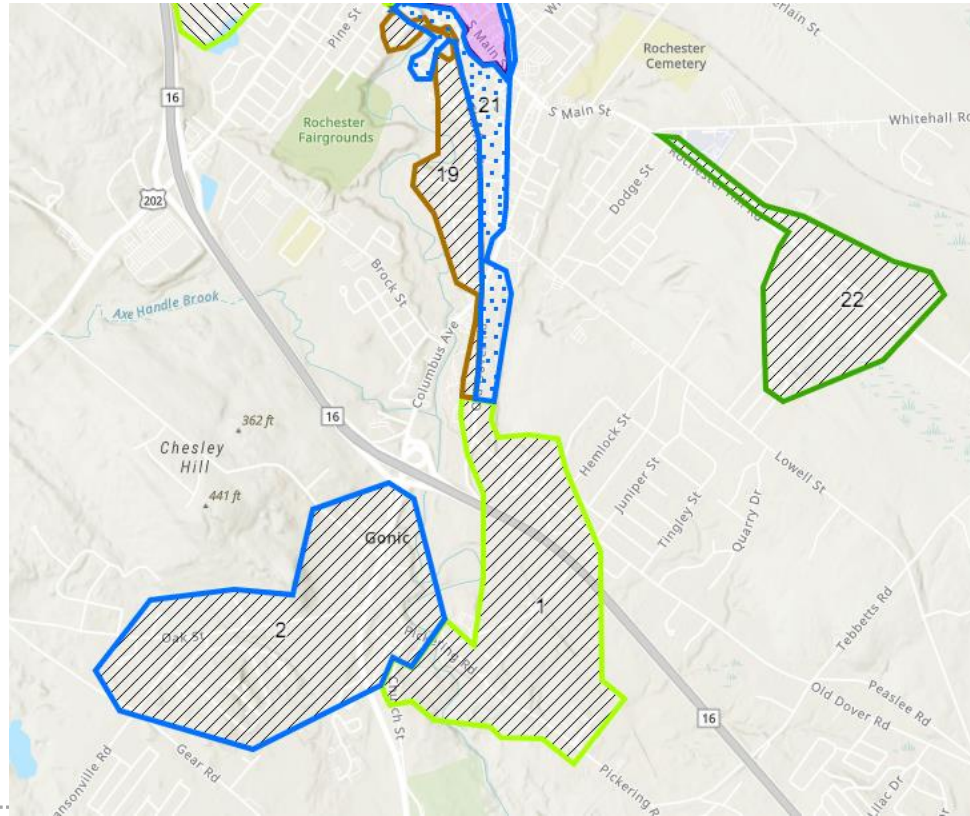 Pine St
S Main St
Rochester
Cemetery
16
21
S Main St
Whitehall Rd
Rochester
Fairgrounds
19
Dodge St
202
22
Brock St
Axe Handle Brook
Columbus Ave
16
362 ft
Chesley
Hill
441 ft
Hemlock St
Lowell St
Juniper St
Tingley St
Quarry Dr
Gonic
1
2
Oak St
Pickering Rd
Tebbetts Rd
Church St
Peaslee Rd
Old Dover Rd
16
Gear Rd
Pickering R
Lilac Dr